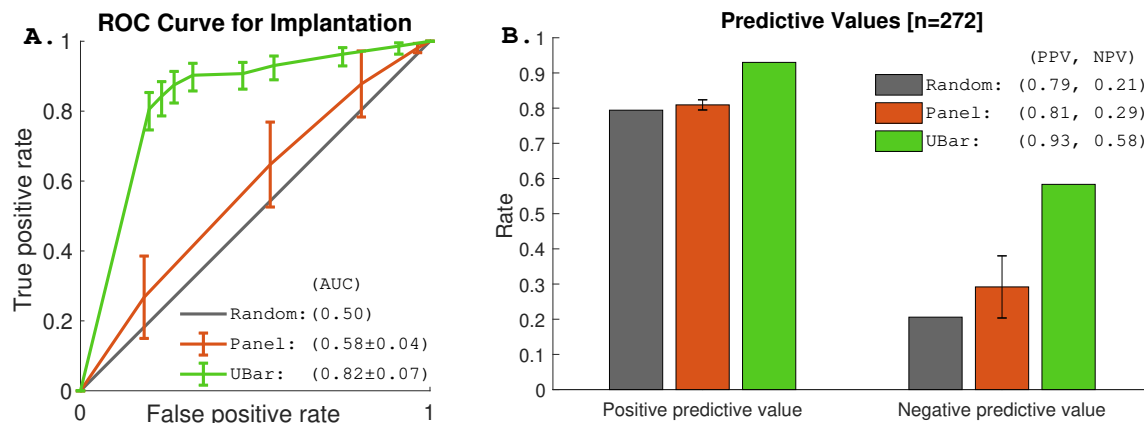 A.
ROC Curve for Implantation
1
0.8
0.6
0.4
0.2
0
True positive rate
(AUC)
Random: (0.50)
Panel: (0.58±0.04)
UBar: (0.82±0.07)
0
1
False positive rate
B.
Predictive Values [n=272]
1
0.9
0.8
0.7
0.6
0.5
0.4
0.3
0.2
0.1
0
Rate
(PPV, NPV)
Random: (0.79, 0.21)
Panel: (0.81, 0.29)
UBar: (0.93, 0.58)
Positive predictive value
Negative predictive value